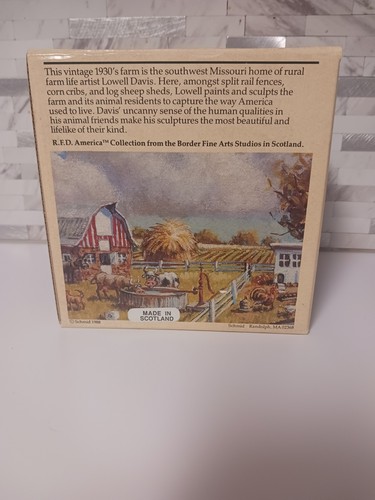 This vintage 1930's farm is the southwest Missouri home of rural
farm life artist Lowell Davis. Here, amongst split rail fences,
corn cribs, and log sheep sheds, Lowell paints and sculpts the
farm and its animal residents to capture the way America
used to live. Davis' uncanny sense of the human qualities in
his animal friends make his sculptures the most beautiful and
lifelike of their kind.
R.F.D. America™ Collection from the Border Fine Arts Studios in Scotland.
MADE IN
SCOTLAND
Schmid Randolph, MA